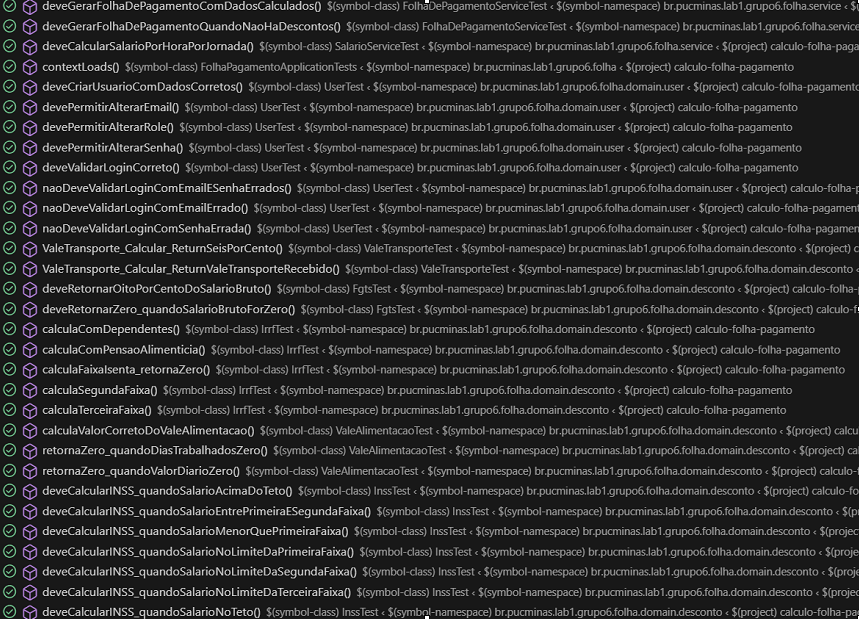 deveGerarFolhaDePagamentoComDadosCalculados() $(symbol-class) FolhaDePagamentoServiceTest ‹ $(symbol-namespace) br.pucminas.lab1.grupo6.folha.service ‹
deveGerarFolhaDePagamentoQuandoNaoHaDescontos() $(symbol-class) FolhaDePagamentoServiceTest ‹ $(symbol-namespace) br.pucminas.lab1.grupo6.folha.service
deveCalcularSalarioPorHoraPorJornada() $(symbol-class) SalarioServiceTest ‹ $(symbol-namespace) br.pucminas.lab1.grupo6.folha.service ‹ $(project) calculo-folha-paga
contextLoads() $(symbol-class) FolhaPagamentoApplicationTests ‹ $(symbol-namespace) br.pucminas.lab1.grupo6.folha ‹ $(project) calculo-folha-pagamento
deveCriarUsuarioComDadosCorretos() $(symbol-class) UserTest ‹ $(symbol-namespace) br.pucminas.lab1.grupo6.folha.domain.user ‹ $(project) calculo-folha-pagamento
devePermitirAlterarEmail() $(symbol-class) UserTest ‹ $(symbol-namespace) br.pucminas.lab1.grupo6.folha.domain.user ‹ $(project) calculo-folha-pagamento
devePermitirAlterarRole() $(symbol-class) UserTest ‹ $(symbol-namespace) br.pucminas.lab1.grupo6.folha.domain.user ‹ $(project) calculo-folha-pagamento
devePermitirAlterarSenha() $(symbol-class) UserTest ‹ $(symbol-namespace) br.pucminas.lab1.grupo6.folha.domain.user ‹ $(project) calculo-folha-pagamento
deveValidarLoginCorreto() $(symbol-class) UserTest ‹ $(symbol-namespace) br.pucminas.lab1.grupo6.folha.domain.user ‹ $(project) calculo-folha-pagamento
naoDeveValidarLoginComEmailESenhaErrados() $(symbol-class) UserTest ‹ $(symbol-namespace) br.pucminas.lab1.grupo6.folha.domain.user ‹ $(project) calculo-folha-p
naoDeveValidarLoginComEmailErrado() $(symbol-class) UserTest ‹ $(symbol-namespace) br.pucminas.lab1.grupo6.folha.domain.user ‹ $(project) calculo-folha-pagament
naoDeveValidarLoginComSenhaErrada() $(symbol-class) UserTest ‹ $(symbol-namespace) br.pucminas.lab1.grupo6.folha.domain.user ‹ $(project) calculo-folha-pagamen
ValeTransporte_Calcular_ReturnSeisPorCento() $(symbol-class) ValeTransporteTest ‹ $(symbol-namespace) br.pucminas.lab1.grupo6.folha.domain.desconto ‹ $(project) c
ValeTransporte_Calcular_ReturnValeTransporteRecebido() $(symbol-class) ValeTransporteTest ‹ $(symbol-namespace) br.pucminas.lab1.grupo6.folha.domain.desconto ‹
deveRetornarOitoPorCentoDoSalarioBruto() $(symbol-class) FgtsTest ‹ $(symbol-namespace) br.pucminas.lab1.grupo6.folha.domain.desconto ‹ $(project) calculo-folha-
deveRetornarZero_quandoSalarioBrutoForZero() $(symbol-class) FgtsTest ‹ $(symbol-namespace) br.pucminas.lab1.grupo6.folha.domain.desconto ‹ $(project) calculo-fo
calculaComDependentes() $(symbol-class) IrrfTest ‹ $(symbol-namespace) br.pucminas.lab1.grupo6.folha.domain.desconto ‹ $(project) calculo-folha-pagamento
calculaComPensaoAlimenticia() $(symbol-class) IrrfTest ‹ $(symbol-namespace) br.pucminas.lab1.grupo6.folha.domain.desconto ‹ $(project) calculo-folha-pagamento
calculaFaixaIsenta_retornaZero() $(symbol-class) IrrfTest ‹ $(symbol-namespace) br.pucminas.lab1.grupo6.folha.domain.desconto ‹ $(project) calculo-folha-pagamento
calculaSegundaFaixa() $(symbol-class) IrrfTest ‹ $(symbol-namespace) br.pucminas.lab1.grupo6.folha.domain.desconto ‹ $(project) calculo-folha-pagamento
calculaTerceiraFaixa() $(symbol-class) IrrfTest ‹ $(symbol-namespace) br.pucminas.lab1.grupo6.folha.domain.desconto ‹ $(project) calculo-folha-pagamento
calculaValorCorretoDoValeAlimentacao() $(symbol-class) ValeAlimentacaoTest ‹ $(symbol-namespace) br.pucminas.lab1.grupo6.folha.domain.desconto ‹ $(project) calcu
retornaZero_quandoDiasTrabalhadosZero() $(symbol-class) ValeAlimentacaoTest ‹ $(symbol-namespace) br.pucminas.lab1.grupo6.folha.domain.desconto ‹ $(project) cal
retornaZero_quandoValorDiarioZero() $(symbol-class) ValeAlimentacaoTest ‹ $(symbol-namespace) br.pucminas.lab1.grupo6.folha.domain.desconto ‹ $(project) calculo-
deveCalcularINSS_quandoSalarioAcimaDoTeto() $(symbol-class) InssTest ‹ $(symbol-namespace) br.pucminas.lab1.grupo6.folha.domain.desconto ‹ $(project) calculo-fo
deveCalcularINSS_quandoSalarioEntrePrimeiraESegundaFaixa() $(symbol-class) InssTest ‹ $(symbol-namespace) br.pucminas.lab1.grupo6.folha.domain.desconto ‹ $(p
deveCalcularINSS_quandoSalarioMenorQuePrimeiraFaixa() $(symbol-class) InssTest ‹ $(symbol-namespace) br.pucminas.lab1.grupo6.folha.domain.desconto ‹ $(projec
deveCalcularINSS_quandoSalarioNoLimiteDaPrimeiraFaixa() $(symbol-class) InssTest ‹ $(symbol-namespace) br.pucminas.lab1.grupo6.folha.domain.desconto ‹ $(proje
deveCalcularINSS_quandoSalarioNoLimiteDaSegundaFaixa() $(symbol-class) InssTest ‹ $(symbol-namespace) br.pucminas.lab1.grupo6.folha.domain.desconto ‹ $(proje
deveCalcularINSS_quandoSalarioNoLimiteDaTerceiraFaixa() $(symbol-class) InssTest ‹ $(symbol-namespace) br.pucminas.lab1.grupo6.folha.domain.desconto ‹ $(projec
deveCalcularINSS_quandoSalarioNoTeto() $(symbol-class) InssTest ‹ $(symbol-namespace) br.pucminas.lab1.grupo6.folha.domain.desconto ‹ $(project) calculo-folha-pa